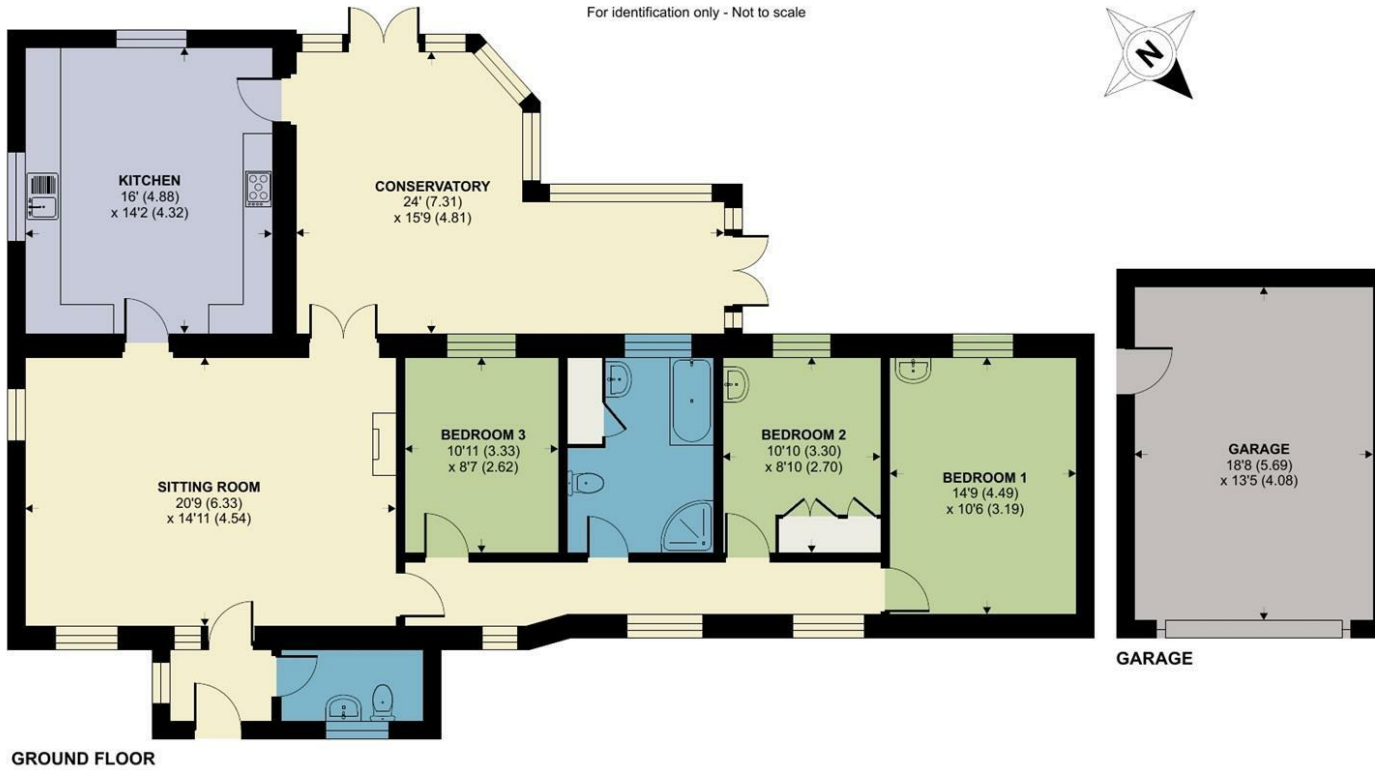 For identification only - Not to scale
N
KITCHEN
16' (4.88)
x 14'2 (4.32)
CONSERVATORY
24' (7.31)
x 15'9 (4.81)
SITTING ROOM
20'9 (6.33)
x 14'11 (4.54)
BEDROOM 3
10'11 (3.33)
x 8'7 (2.62)
BEDROOM 2
10'10 (3.30)
x 8'10 (2.70)
BEDROOM 1
14'9 (4.49)
x 10'6 (3.19)
GARAGE
18'8 (5.69)
x 13'5 (4.08)
GARAGE
GROUND FLOOR